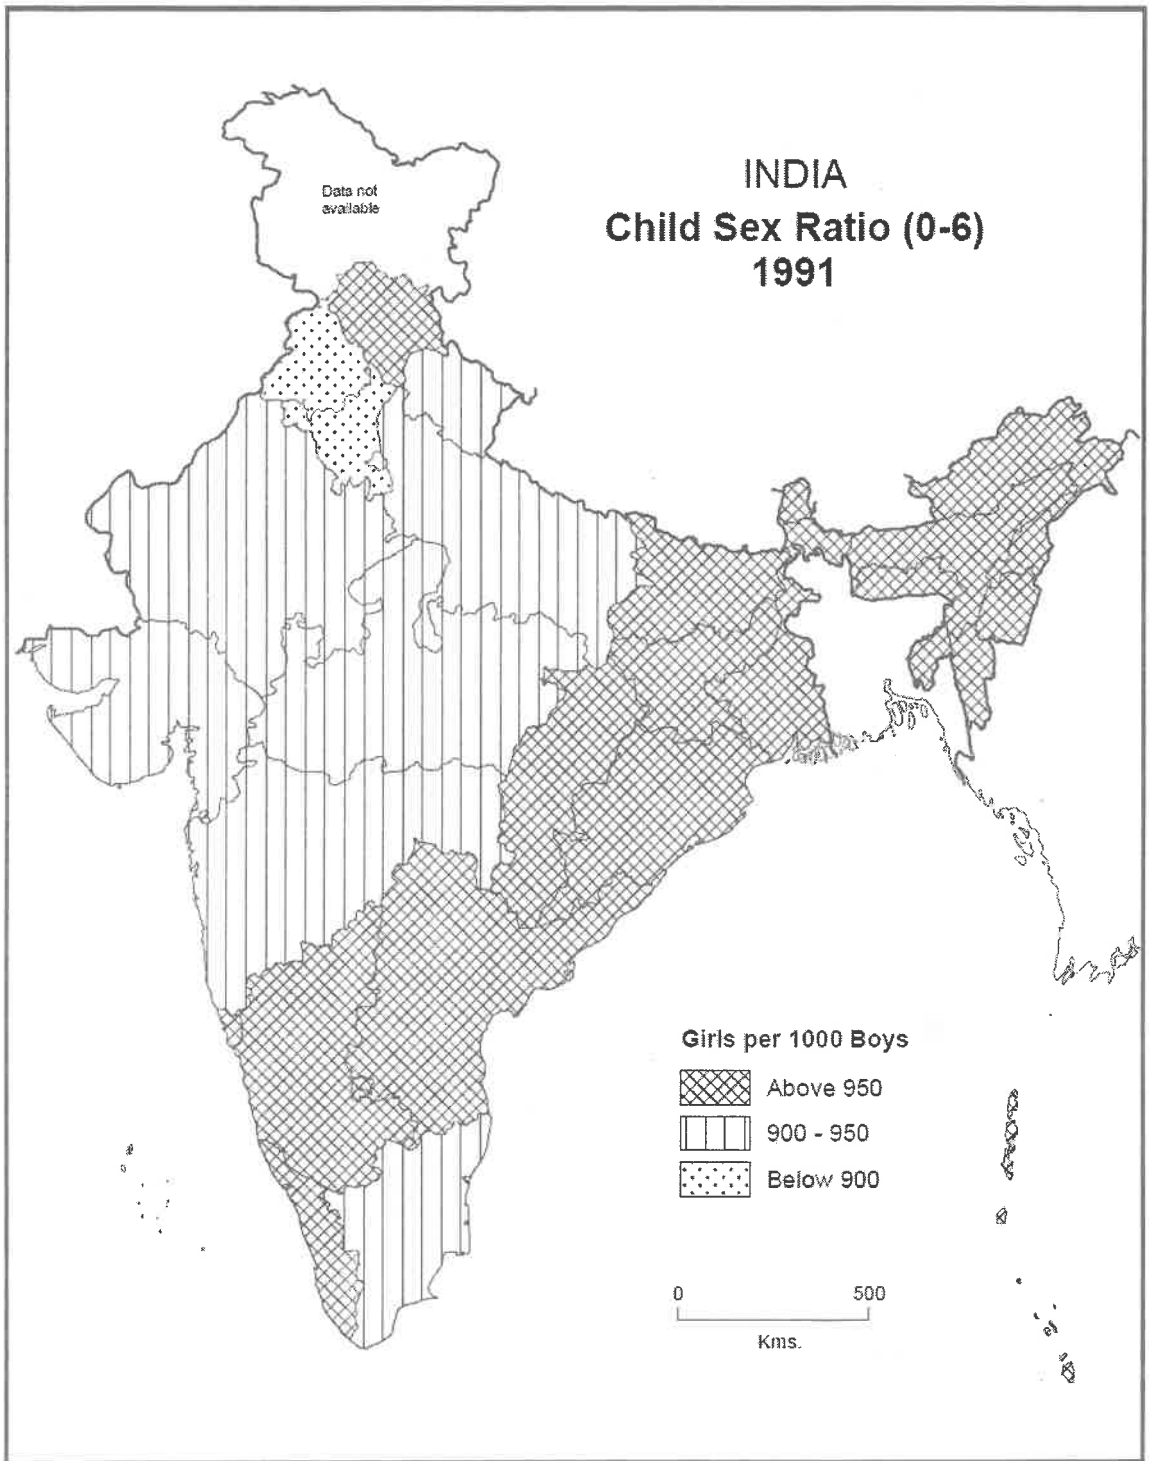 INDIA
Child Sex Ratio (0-6)
1991
Data not
available
Girls per 1000 Boys
Above 950
900 - 950
Below 900
0 500
Kms.